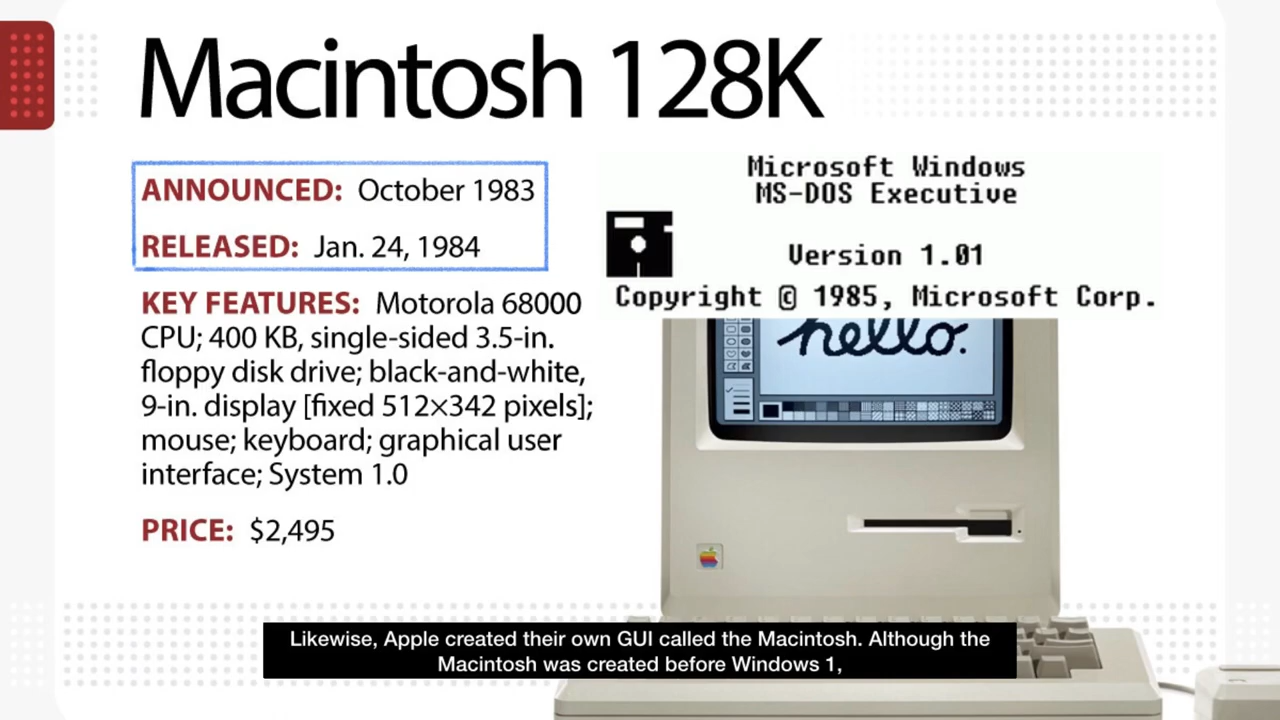 Macintosh 128K
ANNOUNCED: October 1983
RELEASED: Jan. 24, 1984
KEY FEATURES: Motorola 68000
CPU; 400 KB, single-sided 3.5-in.
floppy disk drive; black-and-white,
9-in. display [fixed 512×342 pixels];
mouse; keyboard; graphical user
interface; System 1.0
PRICE: $2,495
Microsoft Windows
MS-DOS Executive
Version 1.01
Copyright © 1985, Microsoft Corp.
hello.
Likewise, Apple created their own GUI called the Macintosh. Although the
Macintosh was created before Windows 1,